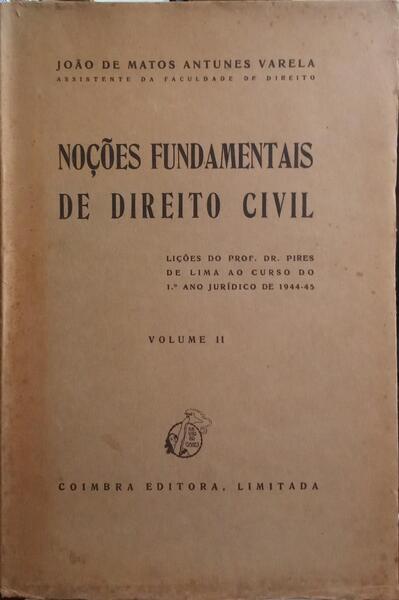 JOÃO DE MATOS ANTUNES VARELA
ASSISTENTE DA FACULDADE DE DIREITO
NOÇÕES FUNDAMENTAIS
DE DIREITO CIVIL
LIÇÕES DO PROF. DR. PIRES
DE LIMA AO CURSO DO
1.º ANO JURÍDICO DE 1944-45
VOLUME II
COIMBRA EDITORA, LIMITADA